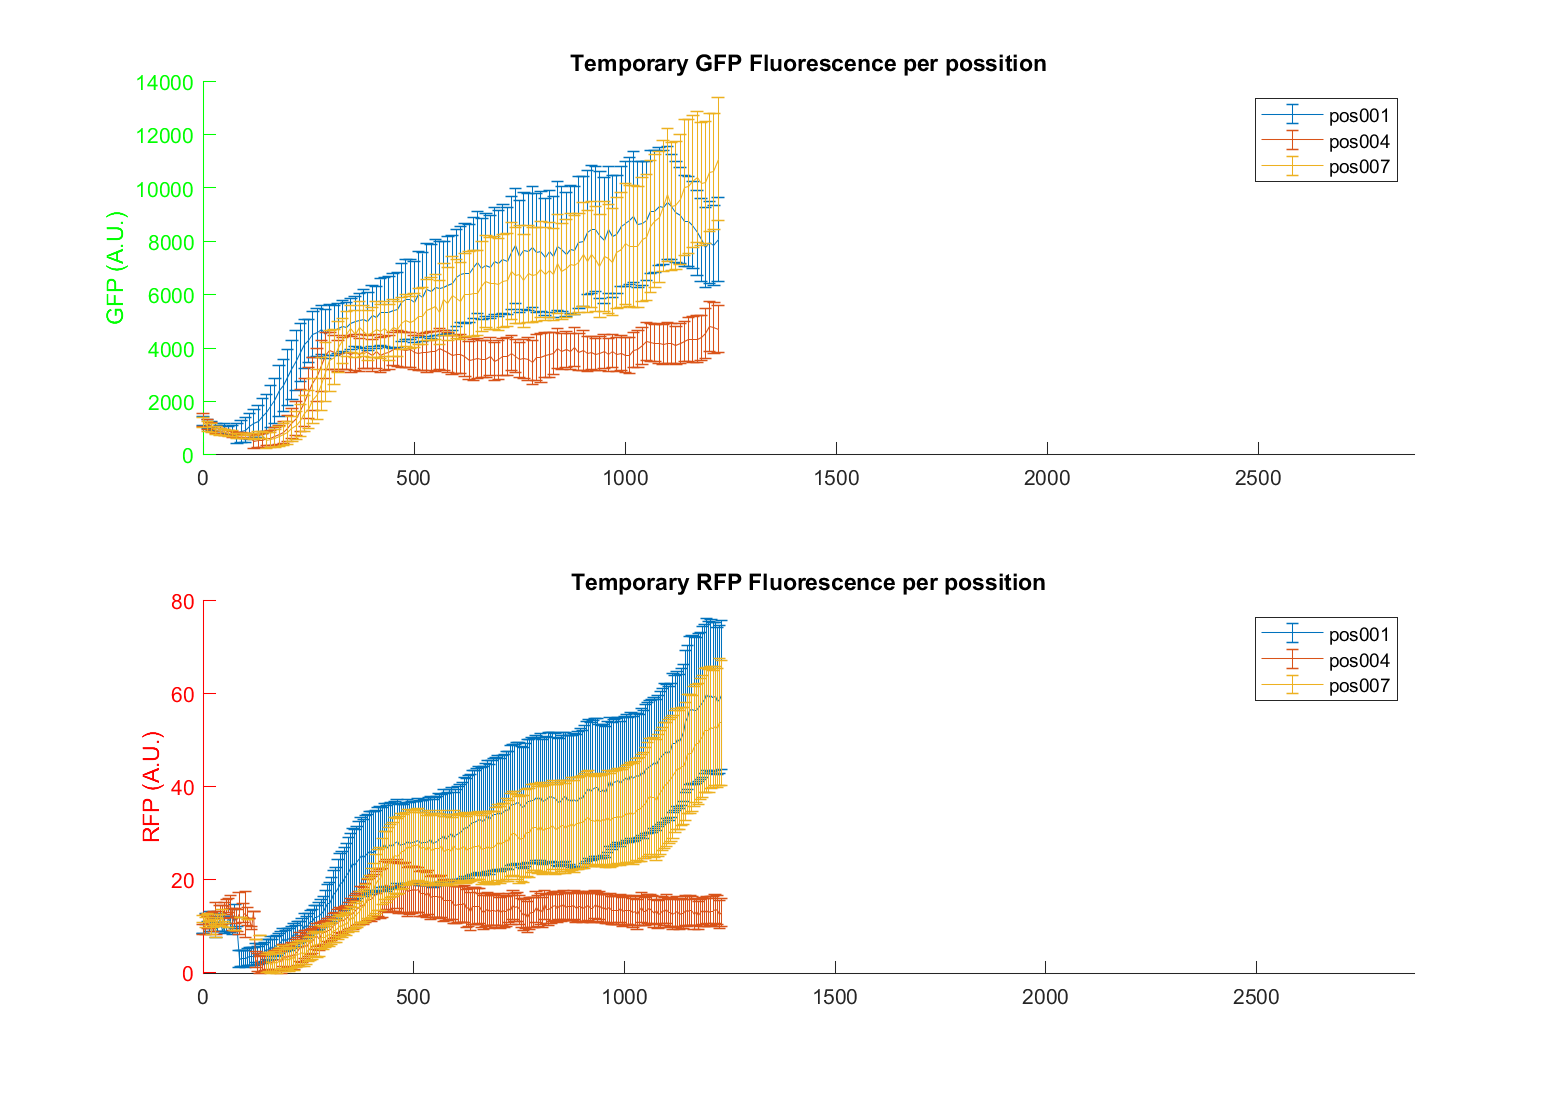 Temporary GFP Fluorescence per possition
14000
12000
10000
8000
6000
4000
2000
0
GFP (A.U.)
0 500 1000 1500 2000 2500
pos001
pos004
pos007
Temporary RFP Fluorescence per possition
80
60
40
20
0
RFP (A.U.)
0 500 1000 1500 2000 2500
pos001
pos004
pos007